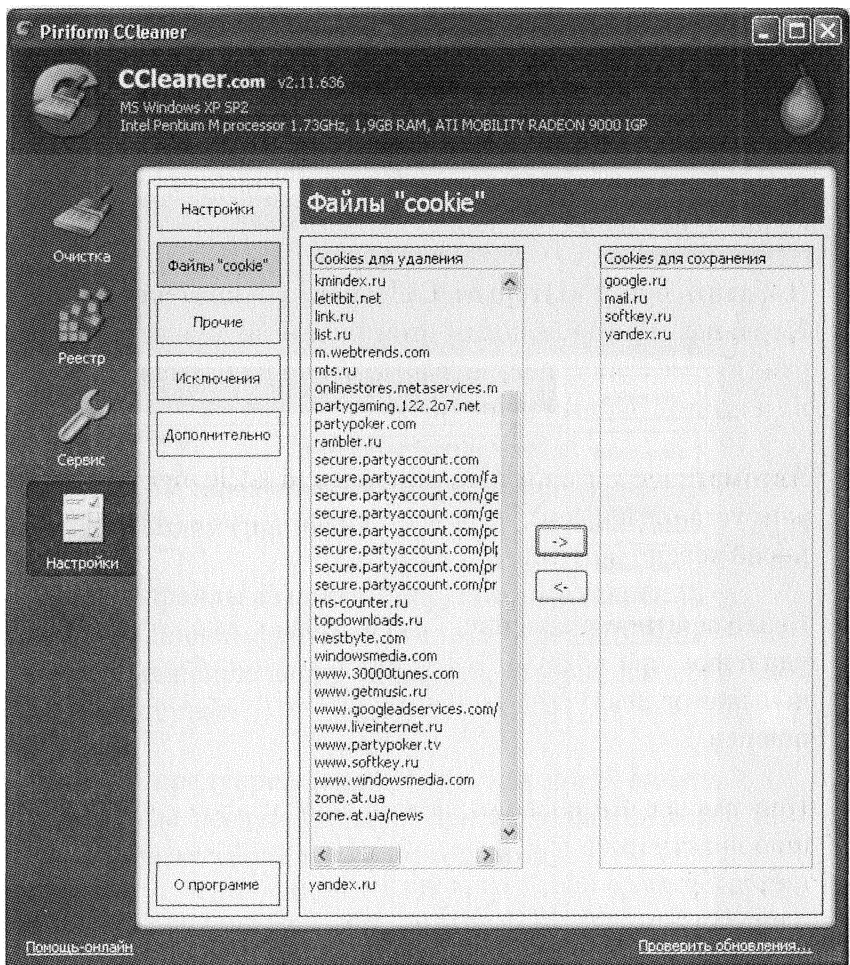 Piriform CCleaner
CCleaner.com v2.11.636
MS Windows XP SP2
Intel Pentium M processor 1.73GHz, 1,9GB RAM, ATI MOBILITY RADEON 9000 IGP
Очистка
Реестр
Сервис
Настройки
Настройки
Файлы "cookie"
Прочие
Исключения
Дополнительно
О программе
Файлы "cookie"
Cookies для удаления
kmindex.ru
letitbit.net
link.ru
list.ru
m.webtrends.com
mts.ru
onlinestores.metaservices.m
partygaming.122.2o7.net
partypoker.com
rambler.ru
secure.partyaccount.com
secure.partyaccount.com/fa
secure.partyaccount.com/ge
secure.partyaccount.com/ge
secure.partyaccount.com/pc
secure.partyaccount.com/plp
secure.partyaccount.com/pr
secure.partyaccount.com/pr
tns-counter.ru
topdownloads.ru
westbyte.com
windowsmedia.com
www.30000tunes.com
www.getmusic.ru
www.googleadservices.com/
www.liveinternet.ru
www.partypoker.tv
www.softkey.ru
www.windowsmedia.com
zone.at.ua
zone.at.ua/news
->
<-
Cookies для сохранения
google.ru
mail.ru
softkey.ru
yandex.ru
yandex.ru
Помощь-онлайн
Проверить обновления...